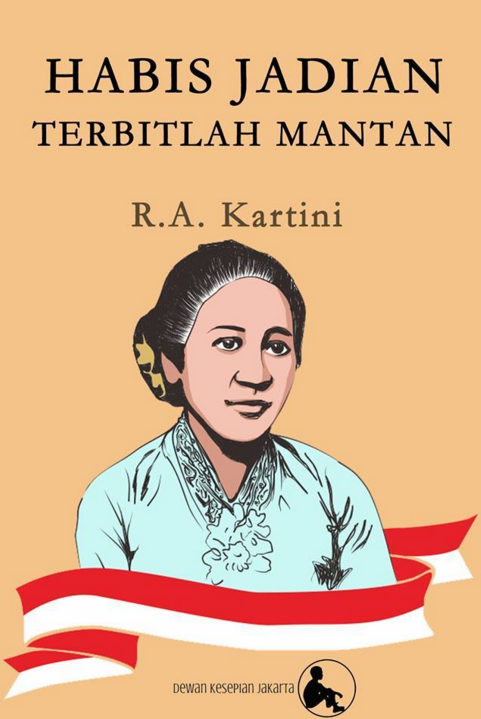 HABIS JADIAN
TERBITLAH MANTAN
R.A. Kartini
DEWAN KESEPIAN JAKARTA